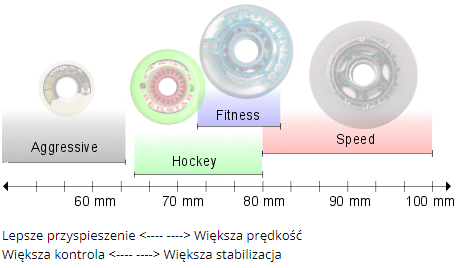 Fitness
Aggressive
Speed
Hockey
60 mm 70 mm 80 mm 90 mm 100 mm
Lepsze przyspieszenie <---- ----> Większa prędkość
Większa kontrola <---- ----> Większa stabilizacja